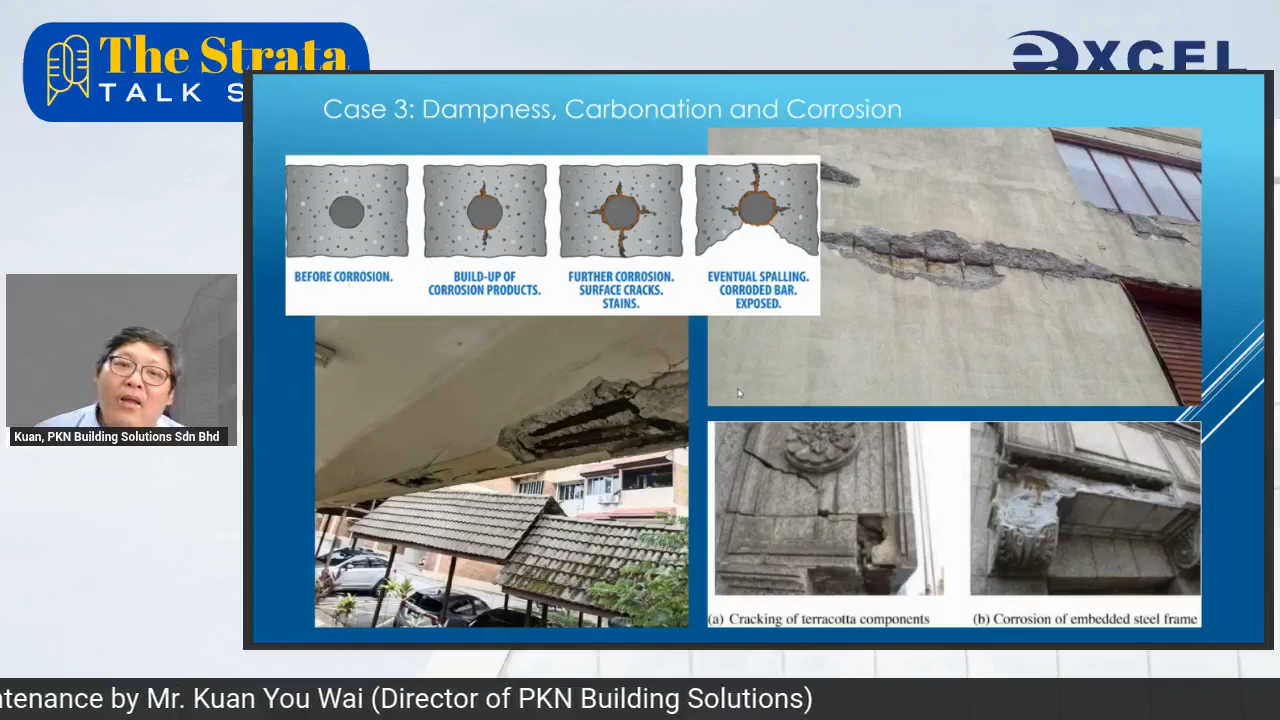 The Strata
TALK S
EXCEL
Case 3: Dampness, Carbonation and Corrosion
BEFORE CORROSION.
BUILD-UP OF
CORROSION PRODUCTS.
FURTHER CORROSION.
SURFACE CRACKS.
STAINS.
EVENTUAL SPALLING.
CORRODED BAR.
EXPOSED.
Kuan, PKN Building Solutions Sdn Bhd
(a) Cracking of terracotta components
(b) Corrosion of embedded steel frame
ntenance by Mr. Kuan You Wai (Director of PKN Building Solutions)